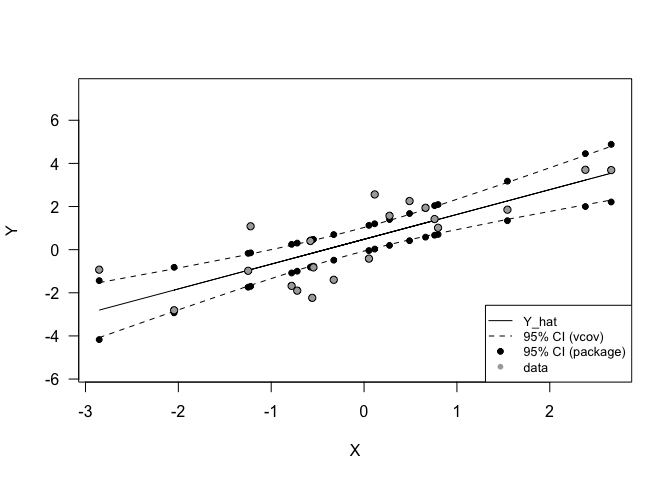 6
4
2
0
-2
-4
-6
Y
Y_hat
95% CI (vcov)
95% CI (package)
data
-3
-2
-1
0
1
2
X